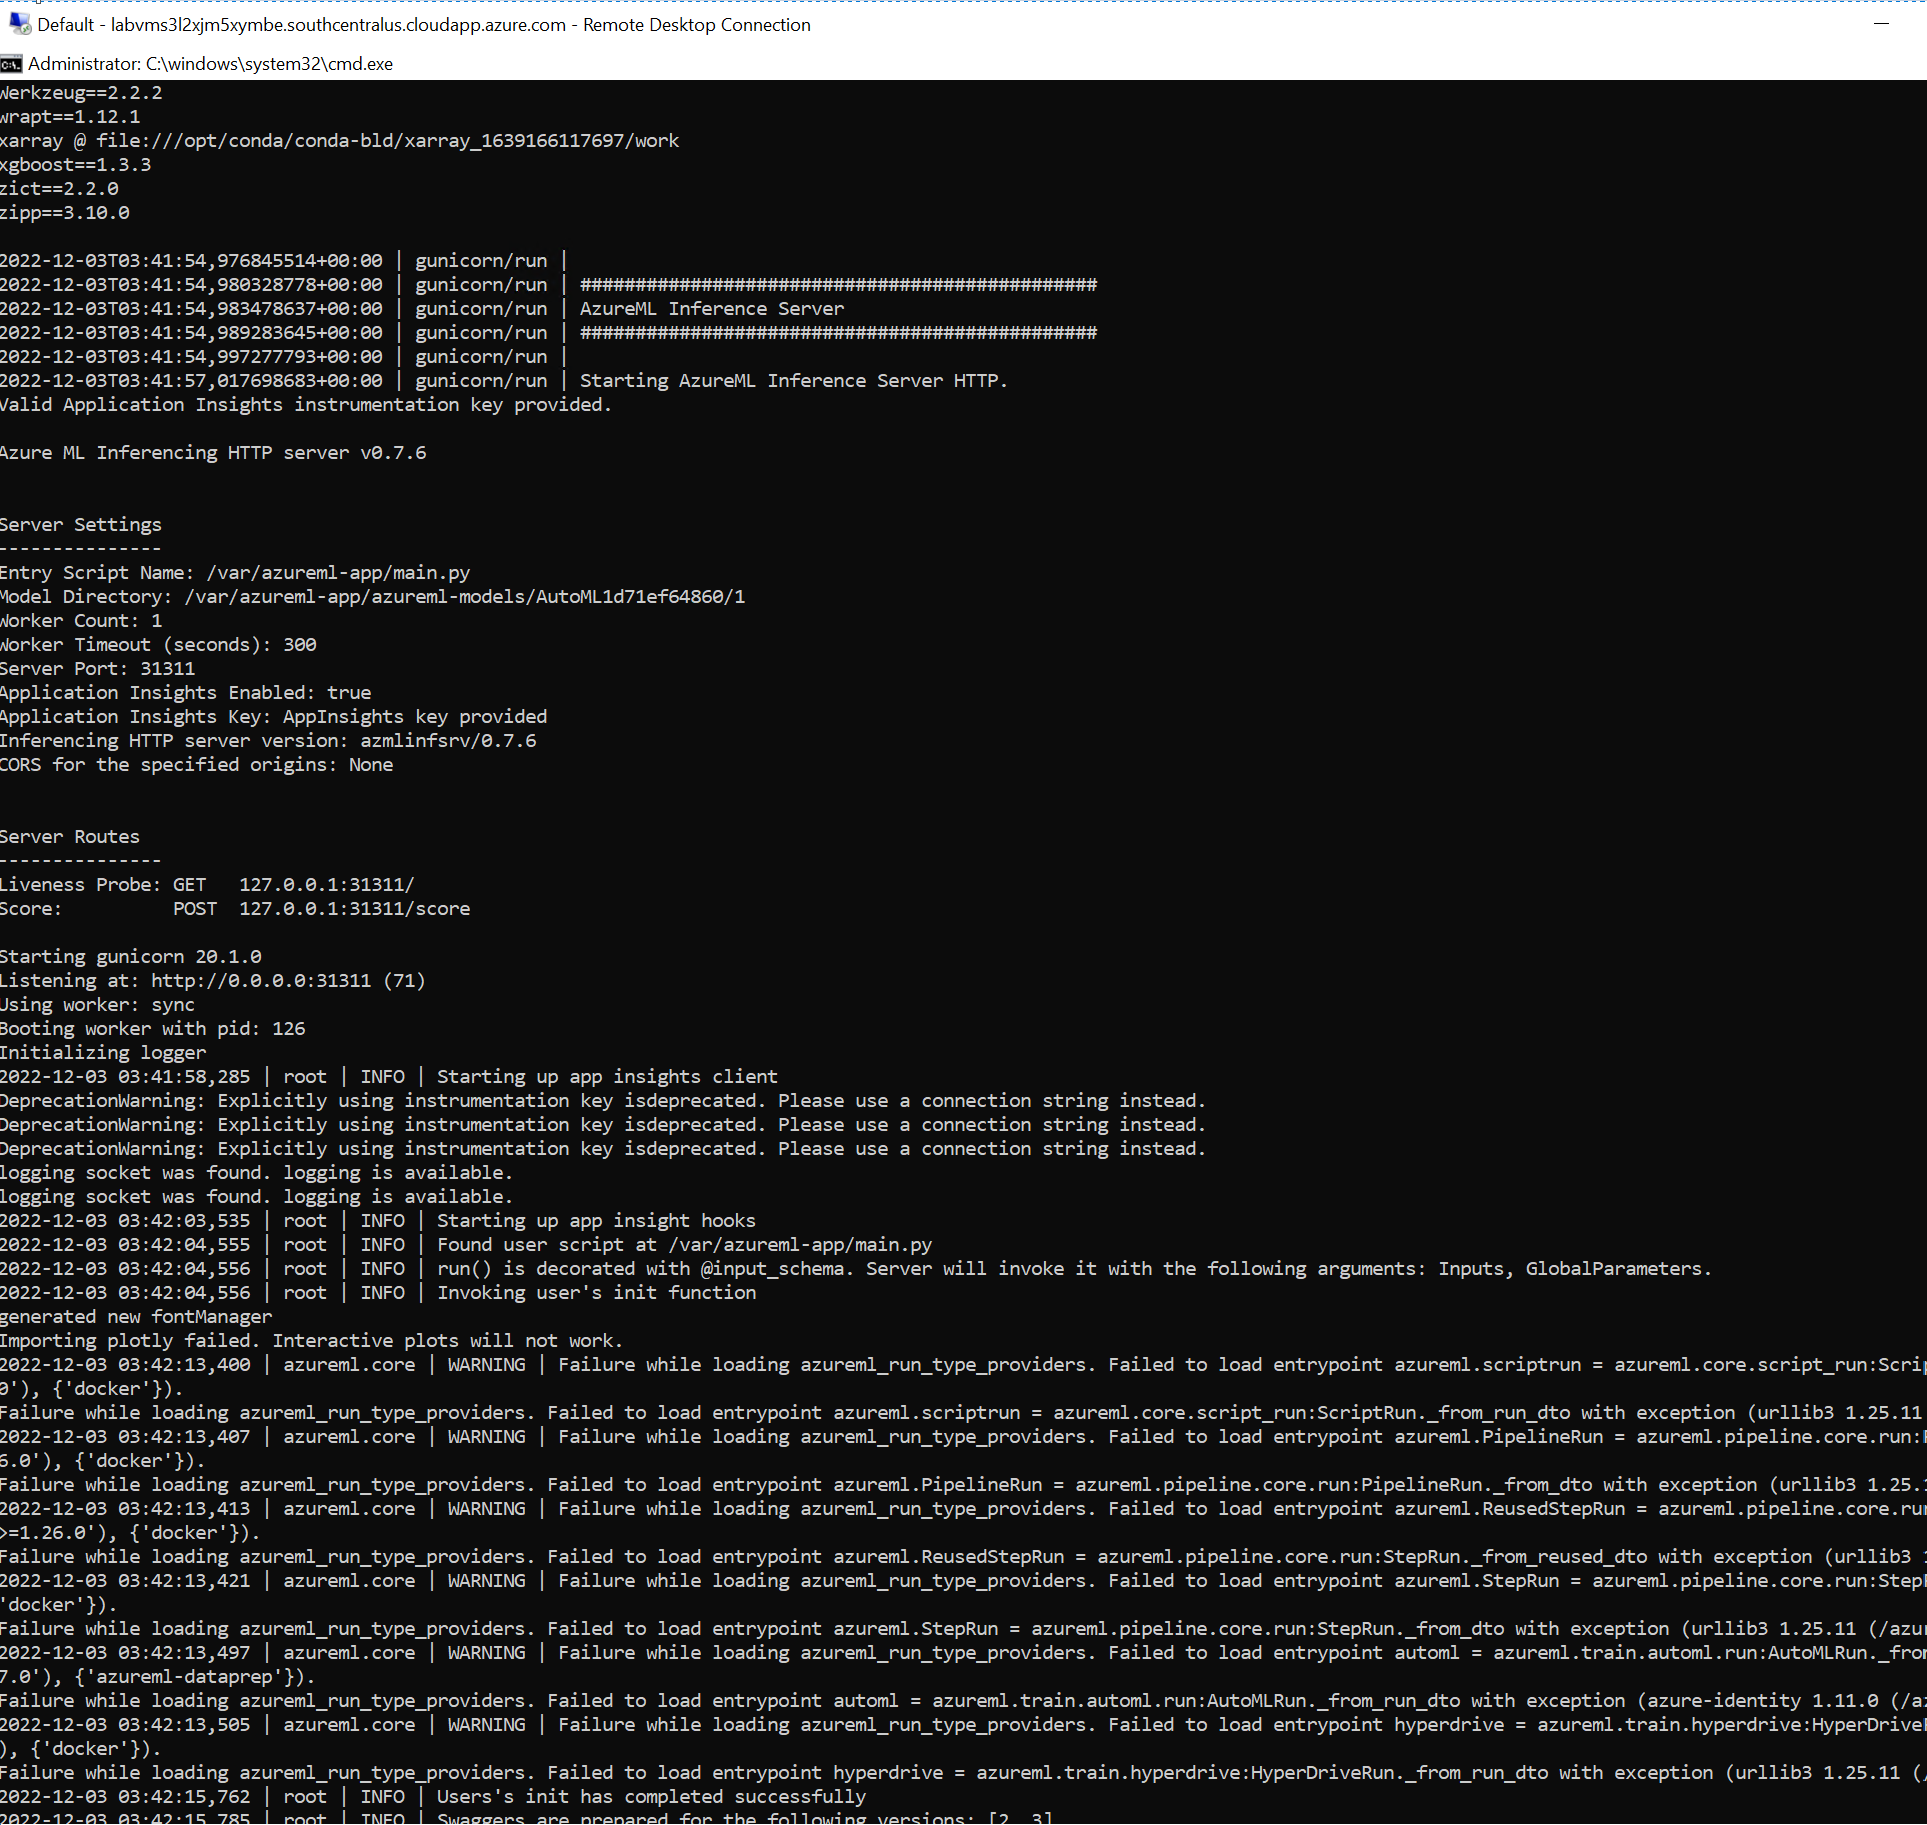 Default - labvms3l2xjm5xymbe.southcentralus.cloudapp.azure.com - Remote Desktop Connection
Administrator: C:\windows\system32\cmd.exe
Werkzeug==2.2.2
wrapt==1.12.1
xarray @ file:///opt/conda/conda-bld/xarray_1639166117697/work
xgboost==1.3.3
zict==2.2.0
zipp==3.10.0
2022-12-03T03:41:54,976845514+00:00 | gunicorn/run |
2022-12-03T03:41:54,980328778+00:00 | gunicorn/run | ###############################################
2022-12-03T03:41:54,983478637+00:00 | gunicorn/run | AzureML Inference Server
2022-12-03T03:41:54,989283645+00:00 | gunicorn/run | ###############################################
2022-12-03T03:41:54,997277793+00:00 | gunicorn/run |
2022-12-03T03:41:57,017698683+00:00 | gunicorn/run | Starting AzureML Inference Server HTTP.
Valid Application Insights instrumentation key provided.
Azure ML Inferencing HTTP server v0.7.6
Server Settings
---------------
Entry Script Name: /var/azureml-app/main.py
Model Directory: /var/azureml-app/azureml-models/AutoML1d71ef64860/1
Worker Count: 1
Worker Timeout (seconds): 300
Server Port: 31311
Application Insights Enabled: true
Application Insights Key: AppInsights key provided
Inferencing HTTP server version: azmlinfsrv/0.7.6
CORS for the specified origins: None
Server Routes
---------------
Liveness Probe: GET   127.0.0.1:31311/
Score:          POST  127.0.0.1:31311/score
Starting gunicorn 20.1.0
Listening at: http://0.0.0.0:31311 (71)
Using worker: sync
Booting worker with pid: 126
Initializing logger
2022-12-03 03:41:58,285 | root | INFO | Starting up app insights client
DeprecationWarning: Explicitly using instrumentation key isdeprecated. Please use a connection string instead.
DeprecationWarning: Explicitly using instrumentation key isdeprecated. Please use a connection string instead.
DeprecationWarning: Explicitly using instrumentation key isdeprecated. Please use a connection string instead.
logging socket was found. logging is available.
logging socket was found. logging is available.
2022-12-03 03:42:03,535 | root | INFO | Starting up app insight hooks
2022-12-03 03:42:04,555 | root | INFO | Found user script at /var/azureml-app/main.py
2022-12-03 03:42:04,556 | root | INFO | run() is decorated with @input_schema. Server will invoke it with the following arguments: Inputs, GlobalParameters.
2022-12-03 03:42:04,556 | root | INFO | Invoking user's init function
generated new fontManager
Importing plotly failed. Interactive plots will not work.
2022-12-03 03:42:13,400 | azureml.core | WARNING | Failure while loading azureml_run_type_providers. Failed to load entrypoint azureml.scriptrun = azureml.core.script_run:Scrip
0'), {'docker'}).
Failure while loading azureml_run_type_providers. Failed to load entrypoint azureml.scriptrun = azureml.core.script_run:ScriptRun._from_run_dto with exception (urllib3 1.25.11
2022-12-03 03:42:13,407 | azureml.core | WARNING | Failure while loading azureml_run_type_providers. Failed to load entrypoint azureml.PipelineRun = azureml.pipeline.core.run:P
6.0'), {'docker'}).
Failure while loading azureml_run_type_providers. Failed to load entrypoint azureml.PipelineRun = azureml.pipeline.core.run:PipelineRun._from_dto with exception (urllib3 1.25.1
2022-12-03 03:42:13,413 | azureml.core | WARNING | Failure while loading azureml_run_type_providers. Failed to load entrypoint azureml.ReusedStepRun = azureml.pipeline.core.run
>=1.26.0'), {'docker'}).
Failure while loading azureml_run_type_providers. Failed to load entrypoint azureml.ReusedStepRun = azureml.pipeline.core.run:StepRun._from_reused_dto with exception (urllib3 1
2022-12-03 03:42:13,421 | azureml.core | WARNING | Failure while loading azureml_run_type_providers. Failed to load entrypoint azureml.StepRun = azureml.pipeline.core.run:StepR
'docker'}).
Failure while loading azureml_run_type_providers. Failed to load entrypoint azureml.StepRun = azureml.pipeline.core.run:StepRun._from_dto with exception (urllib3 1.25.11 (/azur
2022-12-03 03:42:13,497 | azureml.core | WARNING | Failure while loading azureml_run_type_providers. Failed to load entrypoint automl = azureml.train.automl.run:AutoMLRun._from
7.0'), {'azureml-dataprep'}).
Failure while loading azureml_run_type_providers. Failed to load entrypoint automl = azureml.train.automl.run:AutoMLRun._from_run_dto with exception (azure-identity 1.11.0 (/az
2022-12-03 03:42:13,505 | azureml.core | WARNING | Failure while loading azureml_run_type_providers. Failed to load entrypoint hyperdrive = azureml.train.hyperdrive:HyperDriveR
), {'docker'}).
Failure while loading azureml_run_type_providers. Failed to load entrypoint hyperdrive = azureml.train.hyperdrive:HyperDriveRun._from_run_dto with exception (urllib3 1.25.11 (/
2022-12-03 03:42:15,762 | root | INFO | Users's init has completed successfully
2022-12-03 03:42:15,785 | root | INFO | Swaggers are prepared for the following versions: [2, 3]